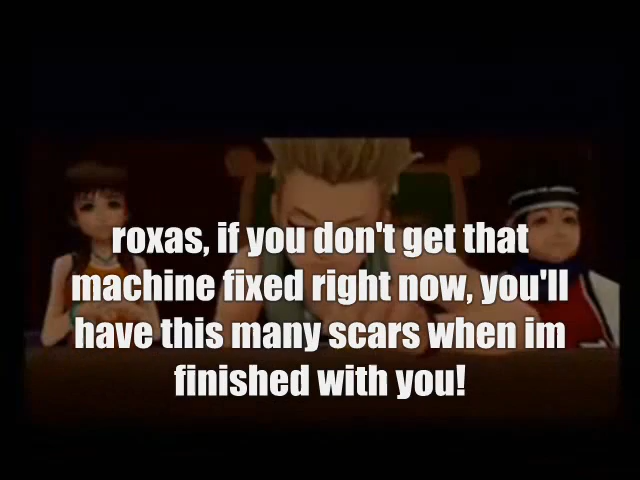 roxas, if you don't get that
machine fixed right now, you'll
have this many scars when im
finished with you!